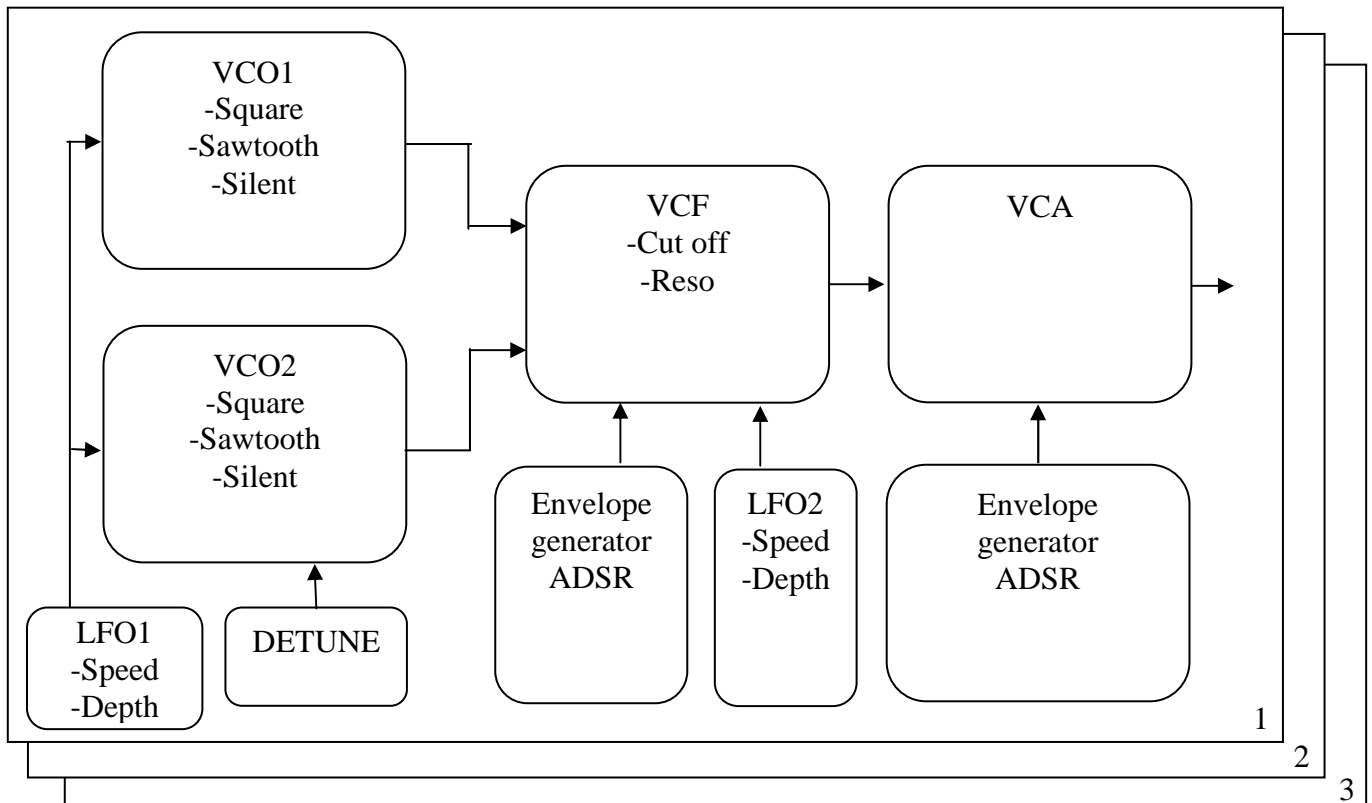 VCO1
-Square
-Sawtooth
-Silent
VCO2
-Square
-Sawtooth
-Silent
LFO1
-Speed
-Depth
DETUNE
VCF
-Cut off
-Reso
Envelope
generator
ADSR
LFO2
-Speed
-Depth
VCA
Envelope
generator
ADSR
1
2
3